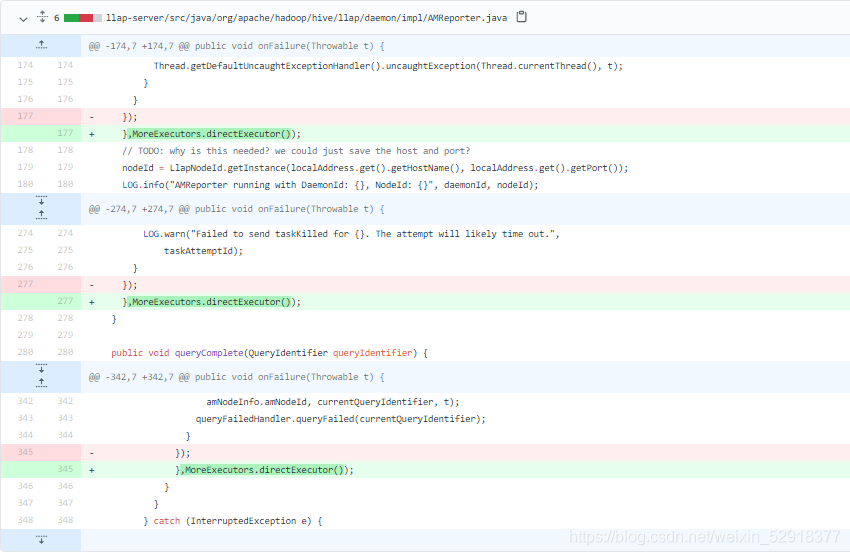 6 llap-server/src/java/org/apache/hadoop/hive/llap/daemon/impl/AMReporter.java
@@ -174,7 +174,7 @@ public void onFailure(Throwable t) {
174 174 Thread.getDefaultUncaughtExceptionHandler().uncaughtException(Thread.currentThread(), t);
175 175 }
176 176 }
177 - });
177 + },MoreExecutors.directExecutor());
178 178 // TODO: why is this needed? we could just save the host and port?
179 179 nodeId = LlapNodeId.getInstance(localAddress.get().getHostName(), localAddress.get().getPort());
180 180 LOG.info("AMReporter running with DaemonId: {}, NodeId: {}", daemonId, nodeId);
@@ -274,7 +274,7 @@ public void onFailure(Throwable t) {
274 274 LOG.warn("Failed to send taskKilled for {}. The attempt will likely time out.",
275 275 taskAttemptId);
276 276 }
277 - });
277 + },MoreExecutors.directExecutor());
278 278 }
279 279
280 280 public void queryComplete(QueryIdentifier queryIdentifier) {
@@ -342,7 +342,7 @@ public void onFailure(Throwable t) {
342 342 amNodeInfo.amNodeId, currentQueryIdentifier, t);
343 343 queryFailedHandler.queryFailed(currentQueryIdentifier);
344 344 }
345 - });
345 + },MoreExecutors.directExecutor());
346 346 }
347 347 }
348 348 } catch (InterruptedException e) {
https://blog.csdn.net/weixin_52918377